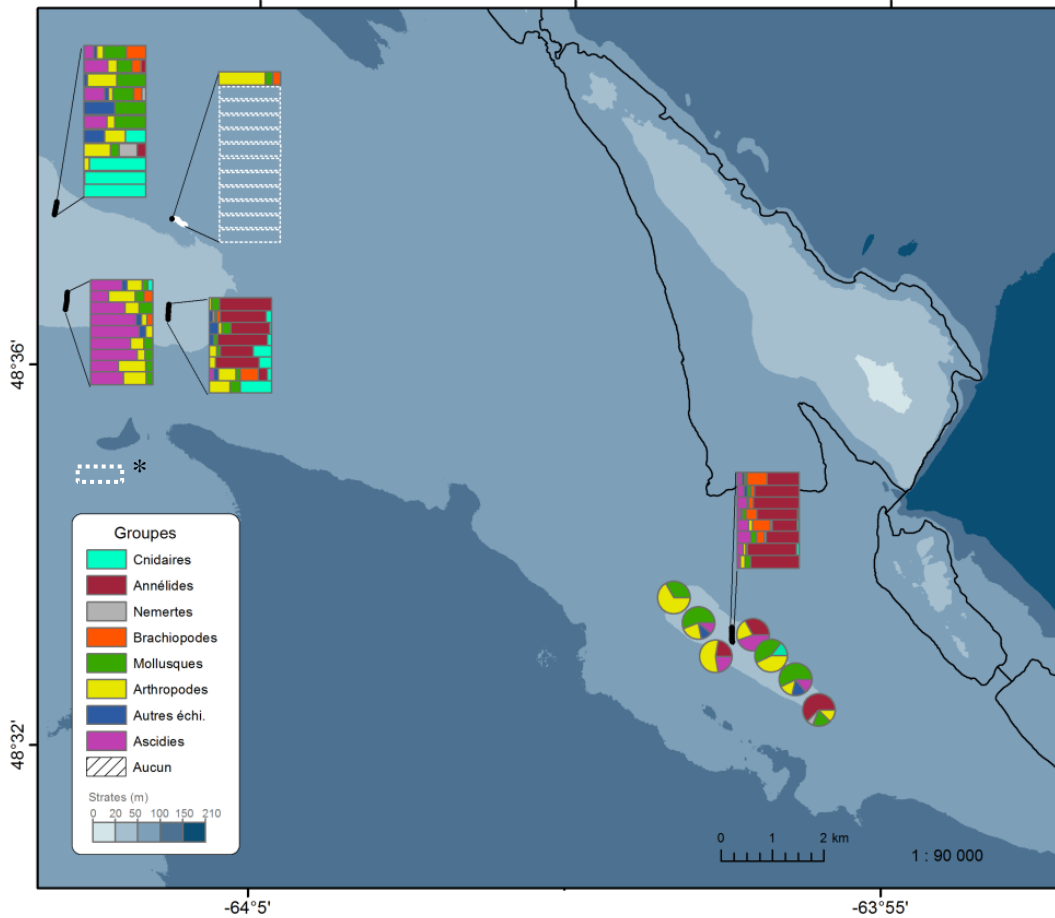 48°36'
*
Groupes
Cnidaires
Annélides
Nemertes
Brachiopodes
Mollusques
Arthropodes
Autres échi.
Ascidies
Aucun
Strates (m)
0 20 50 100 150 210
48°32'
0 1 2 km
1 : 90 000
-64°5'
-63°55'